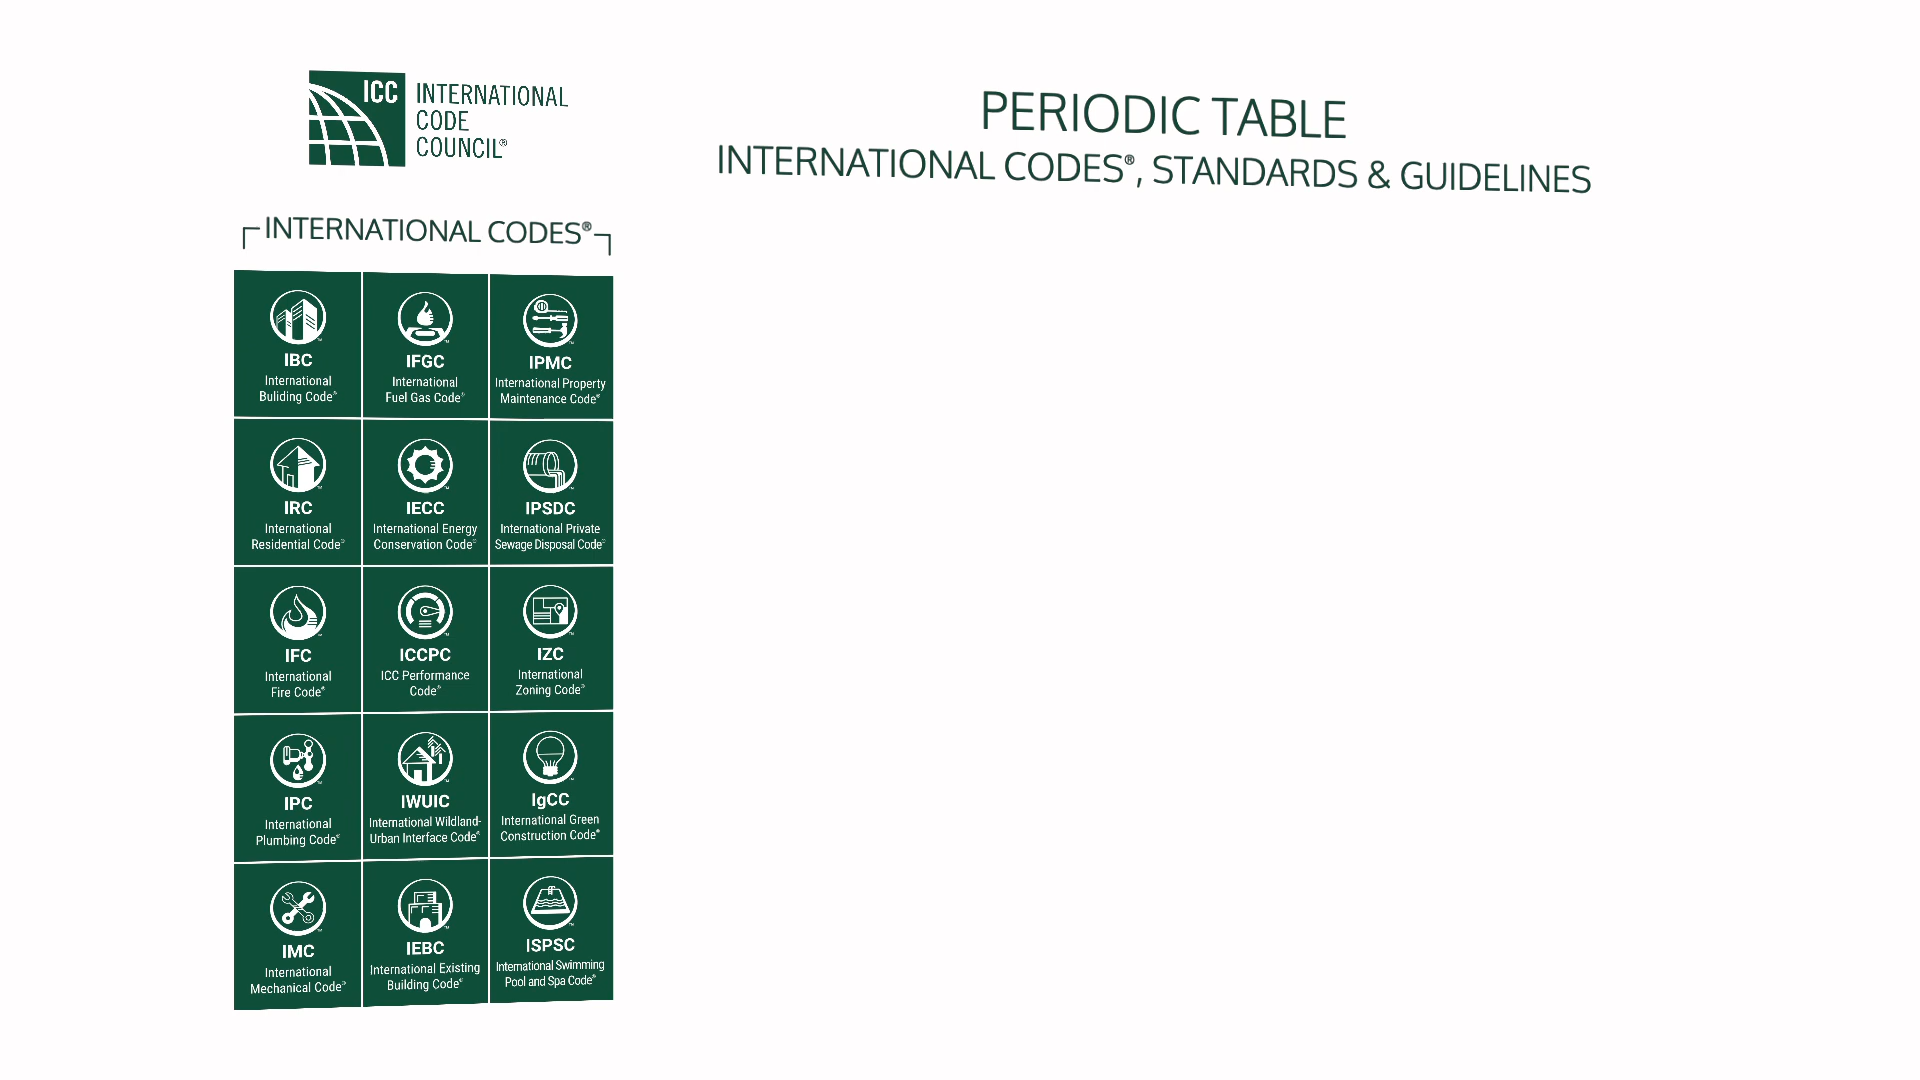 ICC INTERNATIONAL
CODE
COUNCIL®
PERIODIC TABLE
INTERNATIONAL CODES®, STANDARDS & GUIDELINES
INTERNATIONAL CODES®
IBC
International
Buliding Code®
IFGC
International
Fuel Gas Code®
IPMC
International Property
Maintenance Code®
IRC
International
Residential Code®
IECC
International Energy
Conservation Code®
IPSDC
International Private
Sewage Disposal Code®
IFC
International
Fire Code®
ICCPC
ICC Performance
Code®
IZC
International
Zoning Code®
IPC
International
Plumbing Code®
IWUIC
International Wildland-
Urban Interface Code®
IgCC
International Green
Construction Code®
IMC
International
Mechanical Code®
IEBC
International Existing
Building Code®
ISPSC
International Swimming
Pool and Spa Code®